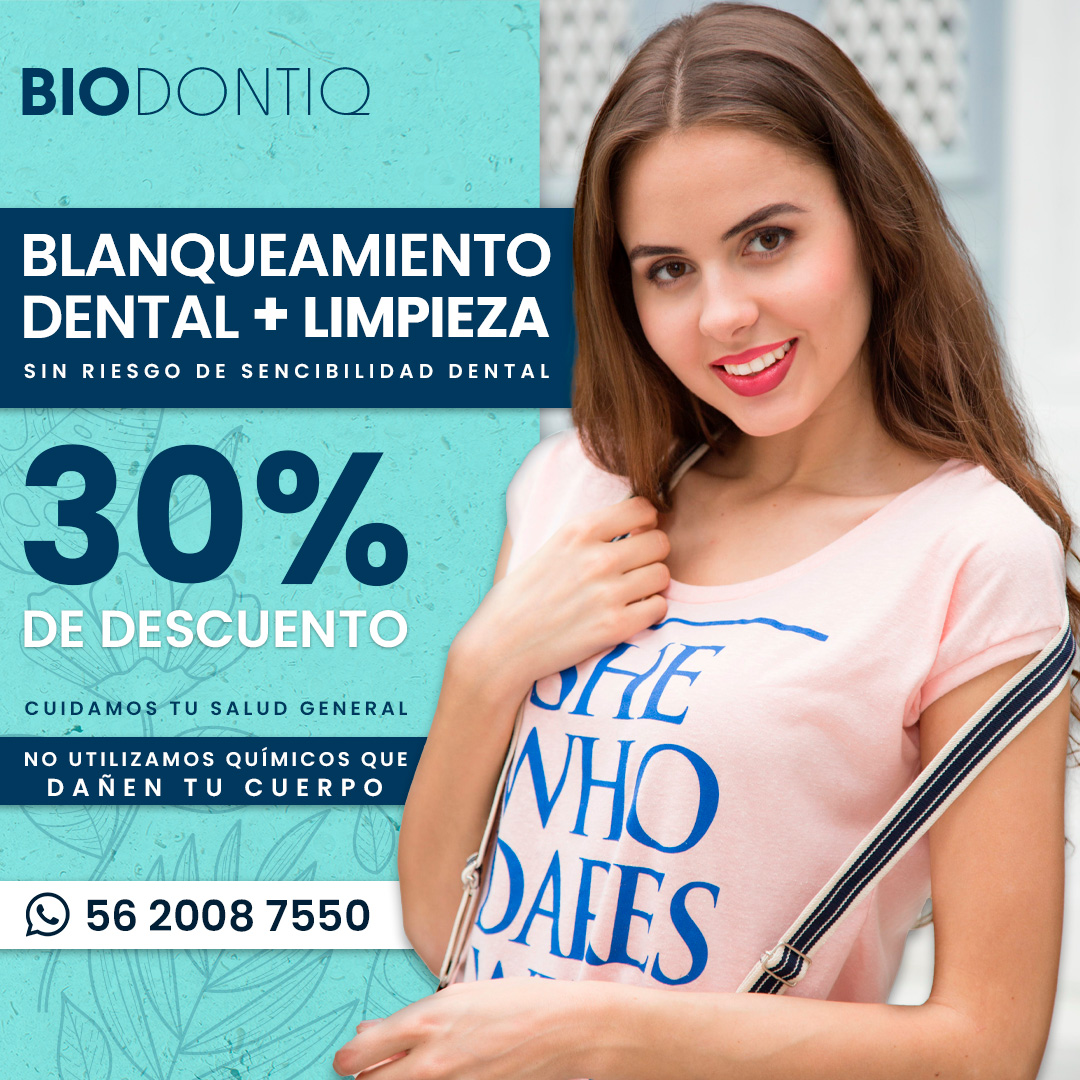 BIODONTIQ
BLANQUEAMIENTO
DENTAL + LIMPIEZA
SIN RIESGO DE SENCIBILIDAD DENTAL
30%
DE DESCUENTO
CUIDAMOS TU SALUD GENERAL
NO UTILIZAMOS QUÍMICOS QUE
DAÑEN TU CUERPO
56 2008 7550
SHE
WHO
DARES